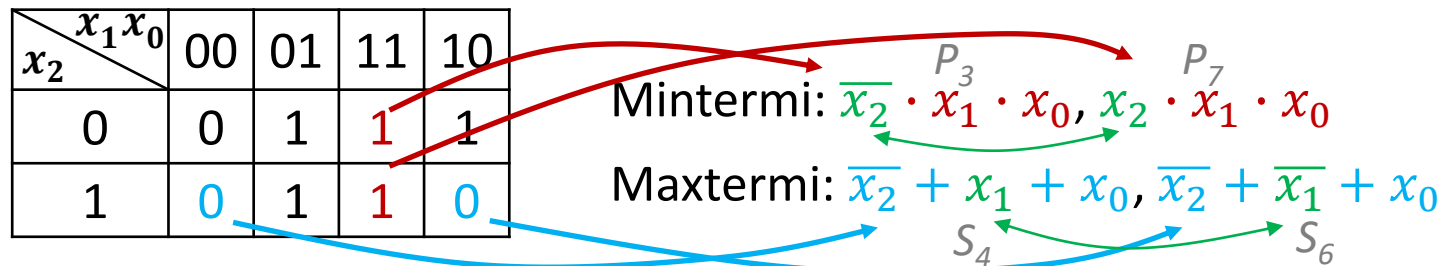 x₁x₀ 00 01 11 10
x₂
0 0 1 1 1
1 0 1 1 0
P₃ P₇
Mintermi: x̅₂ · x₁ · x₀, x₂ · x₁ · x₀
Maxtermi: x̅₂ + x₁ + x₀, x̅₂ + x̅₁ + x₀
S₄ S₆